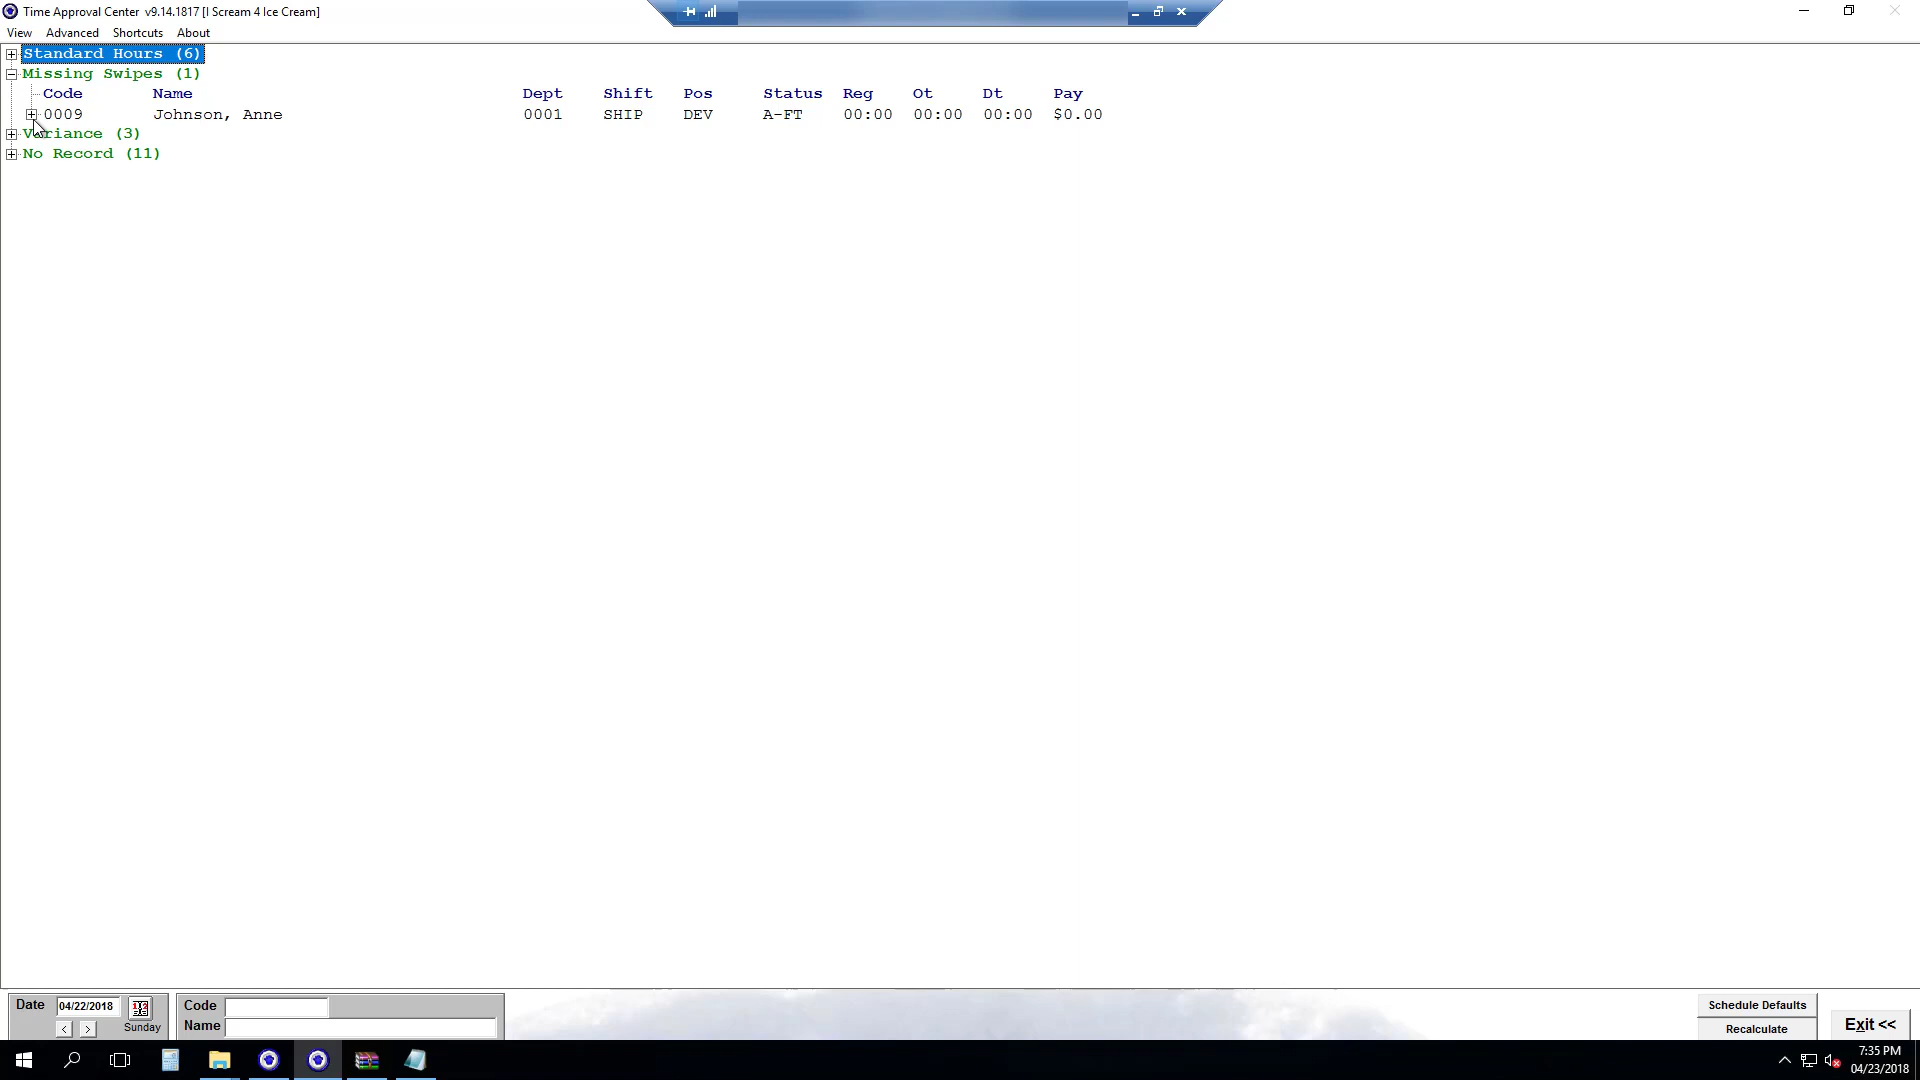 Time Approval Center v9.14.1817 [I Scream 4 Ice Cream]
View Advanced Shortcuts About
Standard Hours (6)
Missing Swipes (1)
Code Name Dept Shift Pos Status Reg Ot Dt Pay
0009 Johnson, Anne 0001 SHIP DEV A-FT 00:00 00:00 00:00 $0.00
Variance (3)
No Record (11)
Date 04/22/2018
< > Sunday
Code
Name
Schedule Defaults
Recalculate
Exit <<
7:35 PM
04/23/2018